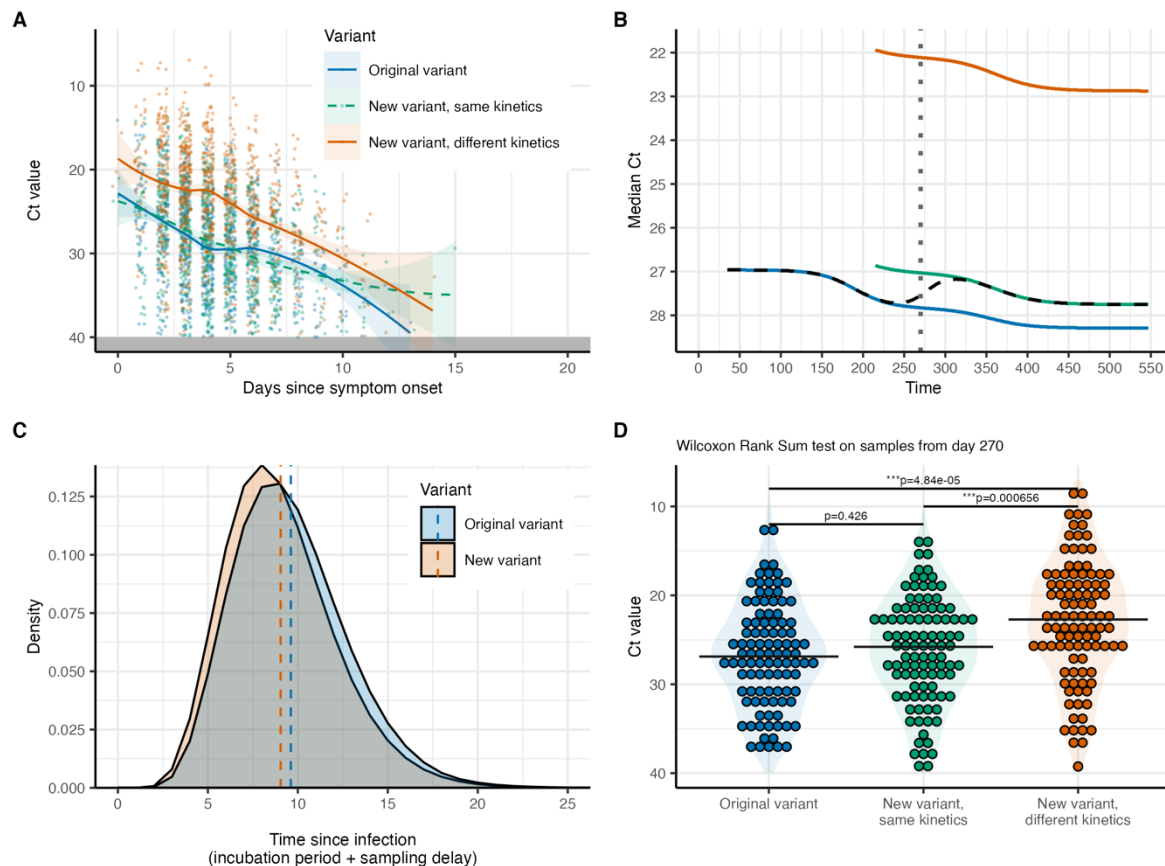 A
Variant
Original variant
New variant, same kinetics
New variant, different kinetics
Ct value
10
20
30
40
0
5
10
15
20
Days since symptom onset
B
Median Ct
22
23
24
25
26
27
28
0
50
100
150
200
250
300
350
400
450
500
550
Time
C
Variant
Original variant
New variant
Density
0.125
0.100
0.075
0.050
0.025
0.000
0
5
10
15
20
25
Time since infection
(incubation period + sampling delay)
D
Wilcoxon Rank Sum test on samples from day 270
***p=4.84e-05
***p=0.000656
p=0.426
Ct value
10
20
30
40
Original variant
New variant,
same kinetics
New variant,
different kinetics